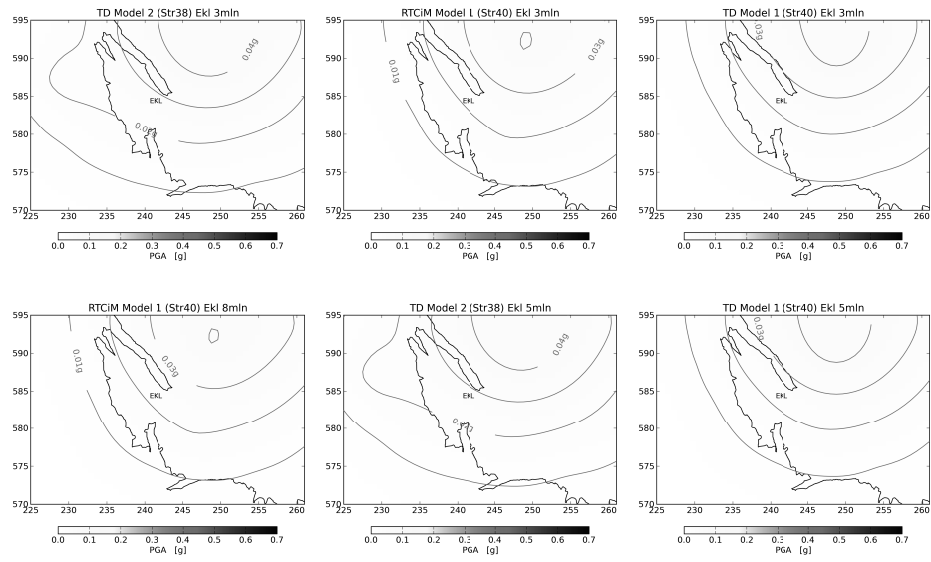 TD Model 2 (Str38) Ekl 3mln
595
590
585
580
575
570
225 230 235 240 245 250 255 260
0.04g
EKL
0.0 0.1 0.2 0.3 0.4 0.5 0.6 0.7
PGA [g]
RTCiM Model 1 (Str40) Ekl 3mln
595
590
585
580
575
570
225 230 235 240 245 250 255 260
0.01g
0.03g
EKL
0.0 0.1 0.2 0.3 0.4 0.5 0.6 0.7
PGA [g]
TD Model 1 (Str40) Ekl 3mln
595
590
585
580
575
570
225 230 235 240 245 250 255 260
.03g
EKL
0.0 0.1 0.2 0.3 0.4 0.5 0.6 0.7
PGA [g]
RTCiM Model 1 (Str40) Ekl 8mln
595
590
585
580
575
570
225 230 235 240 245 250 255 260
0.01g
0.03g
EKL
0.0 0.1 0.2 0.3 0.4 0.5 0.6 0.7
PGA [g]
TD Model 2 (Str38) Ekl 5mln
595
590
585
580
575
570
225 230 235 240 245 250 255 260
0.04g
EKL
0.0 0.1 0.2 0.3 0.4 0.5 0.6 0.7
PGA [g]
TD Model 1 (Str40) Ekl 5mln
595
590
585
580
575
570
225 230 235 240 245 250 255 260
.03g
EKL
0.0 0.1 0.2 0.3 0.4 0.5 0.6 0.7
PGA [g]